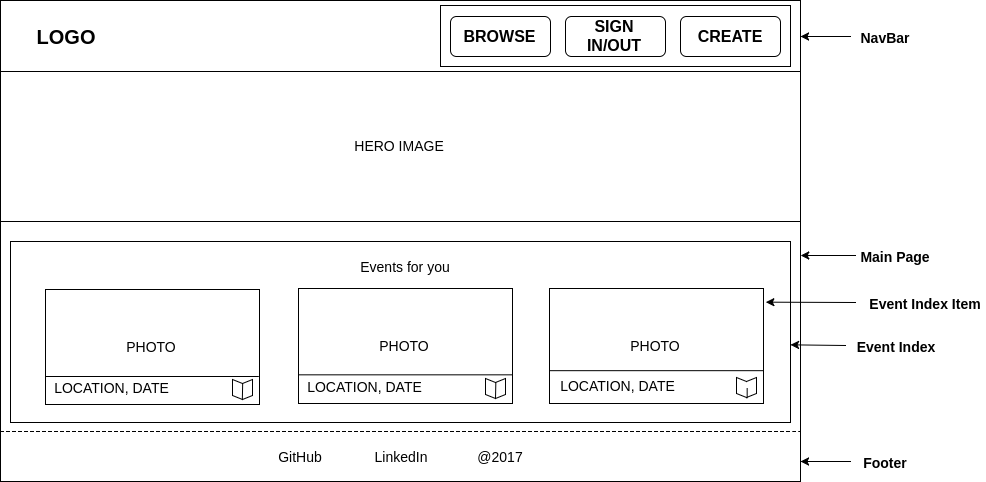 LOGO
BROWSE
SIGN
IN/OUT
CREATE
NavBar
HERO IMAGE
Main Page
Events for you
Event Index Item
PHOTO
PHOTO
PHOTO
Event Index
LOCATION, DATE
LOCATION, DATE
LOCATION, DATE
GitHub
LinkedIn
@2017
Footer